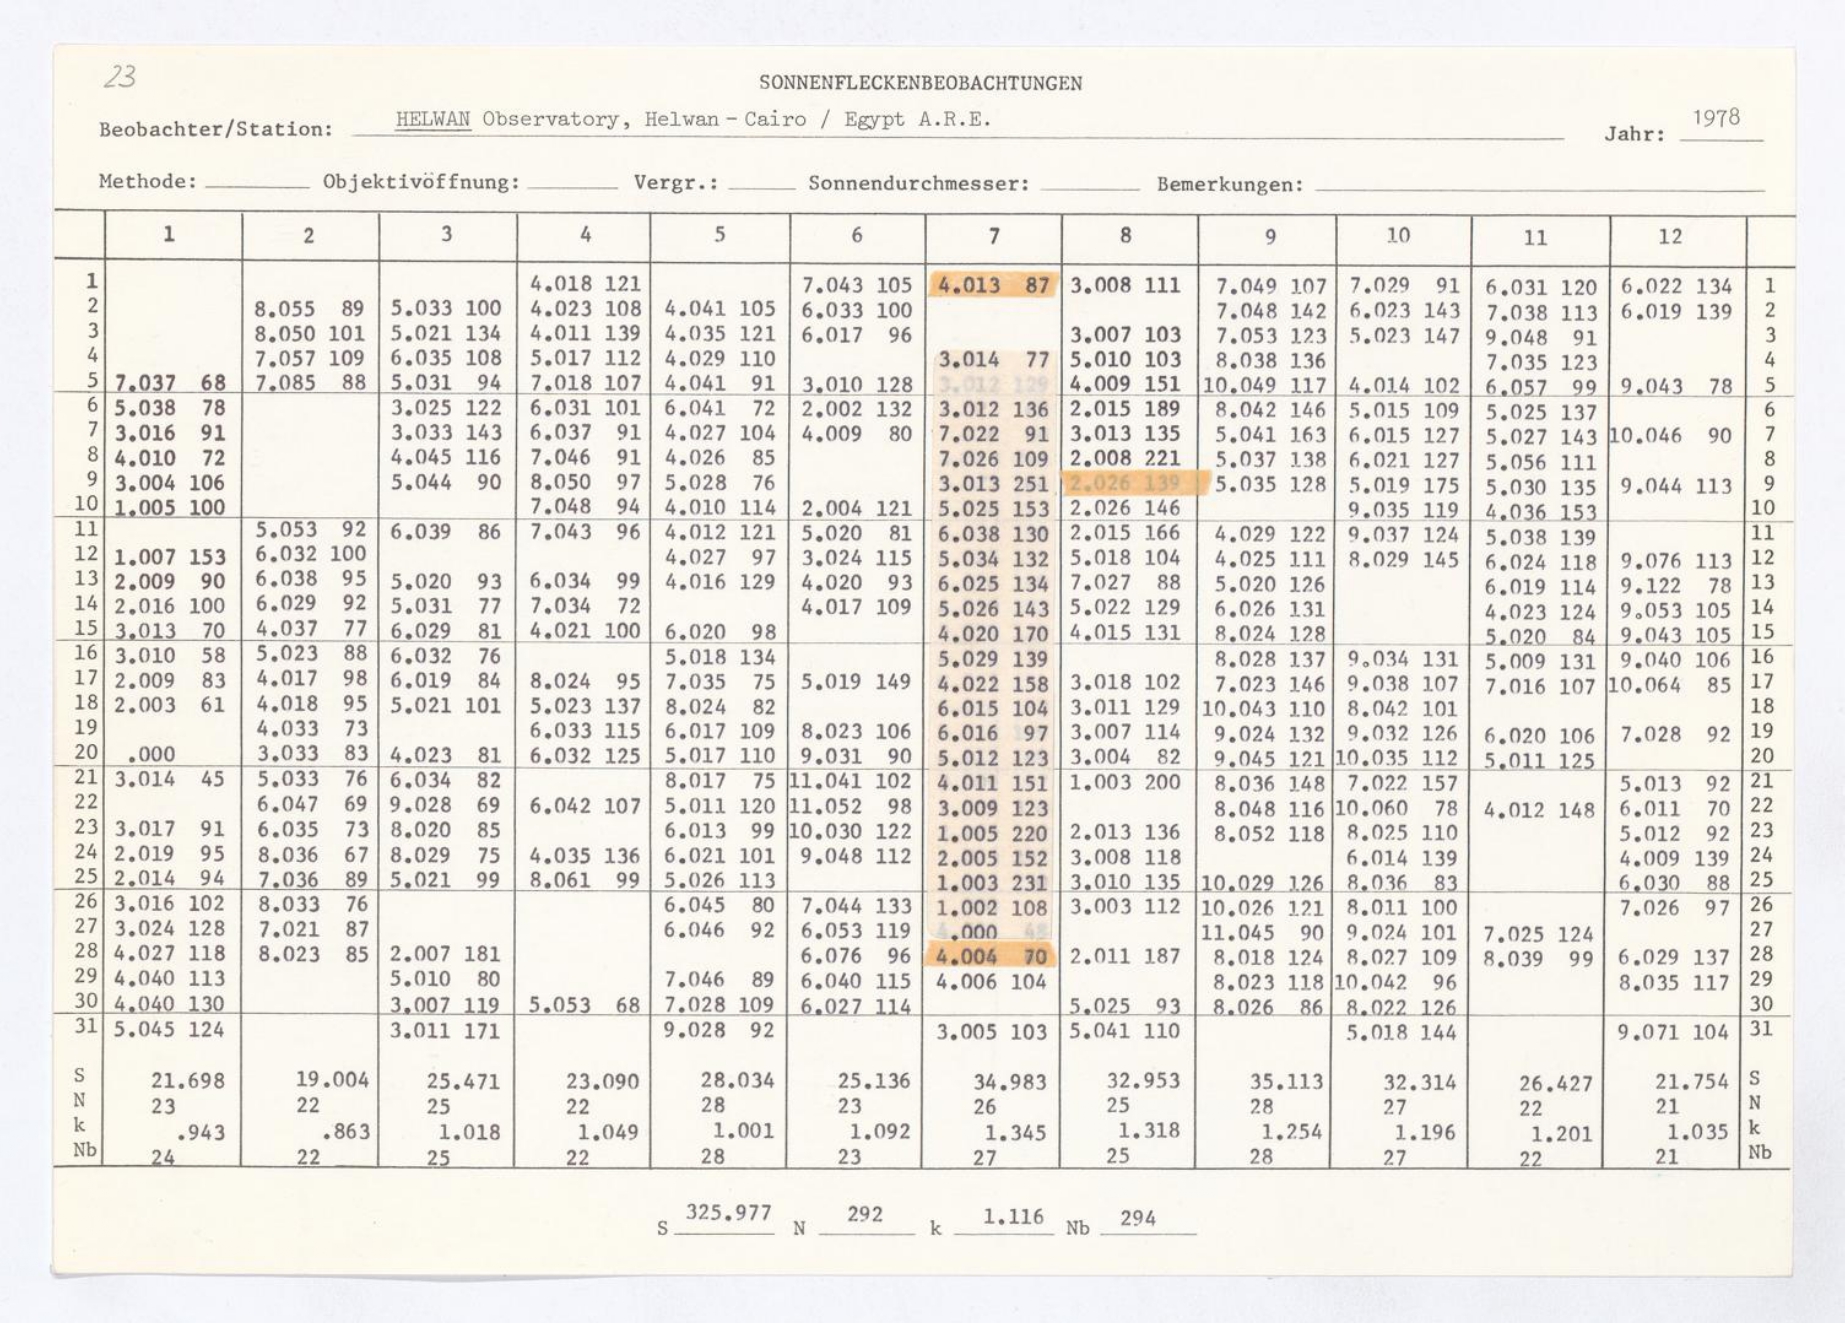 23
SONNENFLECKENBEOBACHTUNGEN
Beobachter/Station: HELWAN Observatory, Helwan - Cairo / Egypt A.R.E. Jahr: 1978
Methode: Objektivöffnung: Vergr.: Sonnendurchmesser: Bemerkungen:
1 2 3 4 5 6 7 8 9 10 11 12
1 4.018 121 7.043 105 4.013 87 3.008 111 7.049 107 7.029 91 6.031 120 6.022 134 1
2 8.055 89 5.033 100 4.023 108 4.041 105 6.033 100 7.048 142 6.023 143 7.038 113 6.019 139 2
3 8.050 101 5.021 134 4.011 139 4.035 121 6.017 96 3.007 103 7.053 123 5.023 147 9.048 91 3
4 7.057 109 6.035 108 5.017 112 4.029 110 3.014 77 5.010 103 8.038 136 7.035 123 4
5 7.037 68 7.085 88 5.031 94 7.018 107 4.041 91 3.010 128 3.012 129 4.009 151 10.049 117 4.014 102 6.057 99 9.043 78 5
6 5.038 78 3.025 122 6.031 101 6.041 72 2.002 132 3.012 136 2.015 189 8.042 146 5.015 109 5.025 137 6
7 3.016 91 3.033 143 6.037 91 4.027 104 4.009 80 7.022 91 3.013 135 5.041 163 6.015 127 5.027 143 10.046 90 7
8 4.010 72 4.045 116 7.046 91 4.026 85 7.026 109 2.008 221 5.037 138 6.021 127 5.056 111 8
9 3.004 106 5.044 90 8.050 97 5.028 76 3.013 251 2.026 139 5.035 128 5.019 175 5.030 135 9.044 113 9
10 1.005 100 7.048 94 4.010 114 2.004 121 5.025 153 2.026 146 9.035 119 4.036 153 10
11 5.053 92 6.039 86 7.043 96 4.012 121 5.020 81 6.038 130 2.015 166 4.029 122 9.037 124 5.038 139 11
12 1.007 153 6.032 100 4.027 97 3.024 115 5.034 132 5.018 104 4.025 111 8.029 145 6.024 118 9.076 113 12
13 2.009 90 6.038 95 5.020 93 6.034 99 4.016 129 4.020 93 6.025 134 7.027 88 5.020 126 6.019 114 9.122 78 13
14 2.016 100 6.029 92 5.031 77 7.034 72 4.017 109 5.026 143 5.022 129 6.026 131 4.023 124 9.053 105 14
15 3.013 70 4.037 77 6.029 81 4.021 100 6.020 98 4.020 170 4.015 131 8.024 128 5.020 84 9.043 105 15
16 3.010 58 5.023 88 6.032 76 5.018 134 5.029 139 8.028 137 9.034 131 5.009 131 9.040 106 16
17 2.009 83 4.017 98 6.019 84 8.024 95 7.035 75 5.019 149 4.022 158 3.018 102 7.023 146 9.038 107 7.016 107 10.064 85 17
18 2.003 61 4.018 95 5.021 101 5.023 137 8.024 82 6.015 104 3.011 129 10.043 110 8.042 101 18
19 4.033 73 6.033 115 6.017 109 8.023 106 6.016 97 3.007 114 9.024 132 9.032 126 6.020 106 7.028 92 19
20 .000 3.033 83 4.023 81 6.032 125 5.017 110 9.031 90 5.012 123 3.004 82 9.045 121 10.035 112 5.011 125 20
21 3.014 45 5.033 76 6.034 82 8.017 75 11.041 102 4.011 151 1.003 200 8.036 148 7.022 157 5.013 92 21
22 6.047 69 9.028 69 6.042 107 5.011 120 11.052 98 3.009 123 8.048 116 10.060 78 4.012 148 6.011 70 22
23 3.017 91 6.035 73 8.020 85 6.013 99 10.030 122 1.005 220 2.013 136 8.052 118 8.025 110 5.012 92 23
24 2.019 95 8.036 67 8.029 75 4.035 136 6.021 101 9.048 112 2.005 152 3.008 118 6.014 139 4.009 139 24
25 2.014 94 7.036 89 5.021 99 8.061 99 5.026 113 1.003 231 3.010 135 10.029 126 8.036 83 6.030 88 25
26 3.016 102 8.033 76 6.045 80 7.044 133 1.002 108 3.003 112 10.026 121 8.011 100 7.026 97 26
27 3.024 128 7.021 87 6.046 92 6.053 119 .000 11.045 90 9.024 101 7.025 124 27
28 4.027 118 8.023 85 2.007 181 6.076 96 4.004 70 2.011 187 8.018 124 8.027 109 8.039 99 6.029 137 28
29 4.040 113 5.010 80 7.046 89 6.040 115 4.006 104 8.023 118 10.042 96 8.035 117 29
30 4.040 130 3.007 119 5.053 68 7.028 109 6.027 114 5.025 93 8.026 86 8.022 126 30
31 5.045 124 3.011 171 9.028 92 3.005 103 5.041 110 5.018 144 9.071 104 31
S 21.698 19.004 25.471 23.090 28.034 25.136 34.983 32.953 35.113 32.314 26.427 21.754 S
N 23 22 25 22 28 23 26 25 28 27 22 21 N
k .943 .863 1.018 1.049 1.001 1.092 1.345 1.318 1.254 1.196 1.201 1.035 k
Nb 24 22 25 22 28 23 27 25 28 27 22 21 Nb
S 325.977 N 292 k 1.116 Nb 294